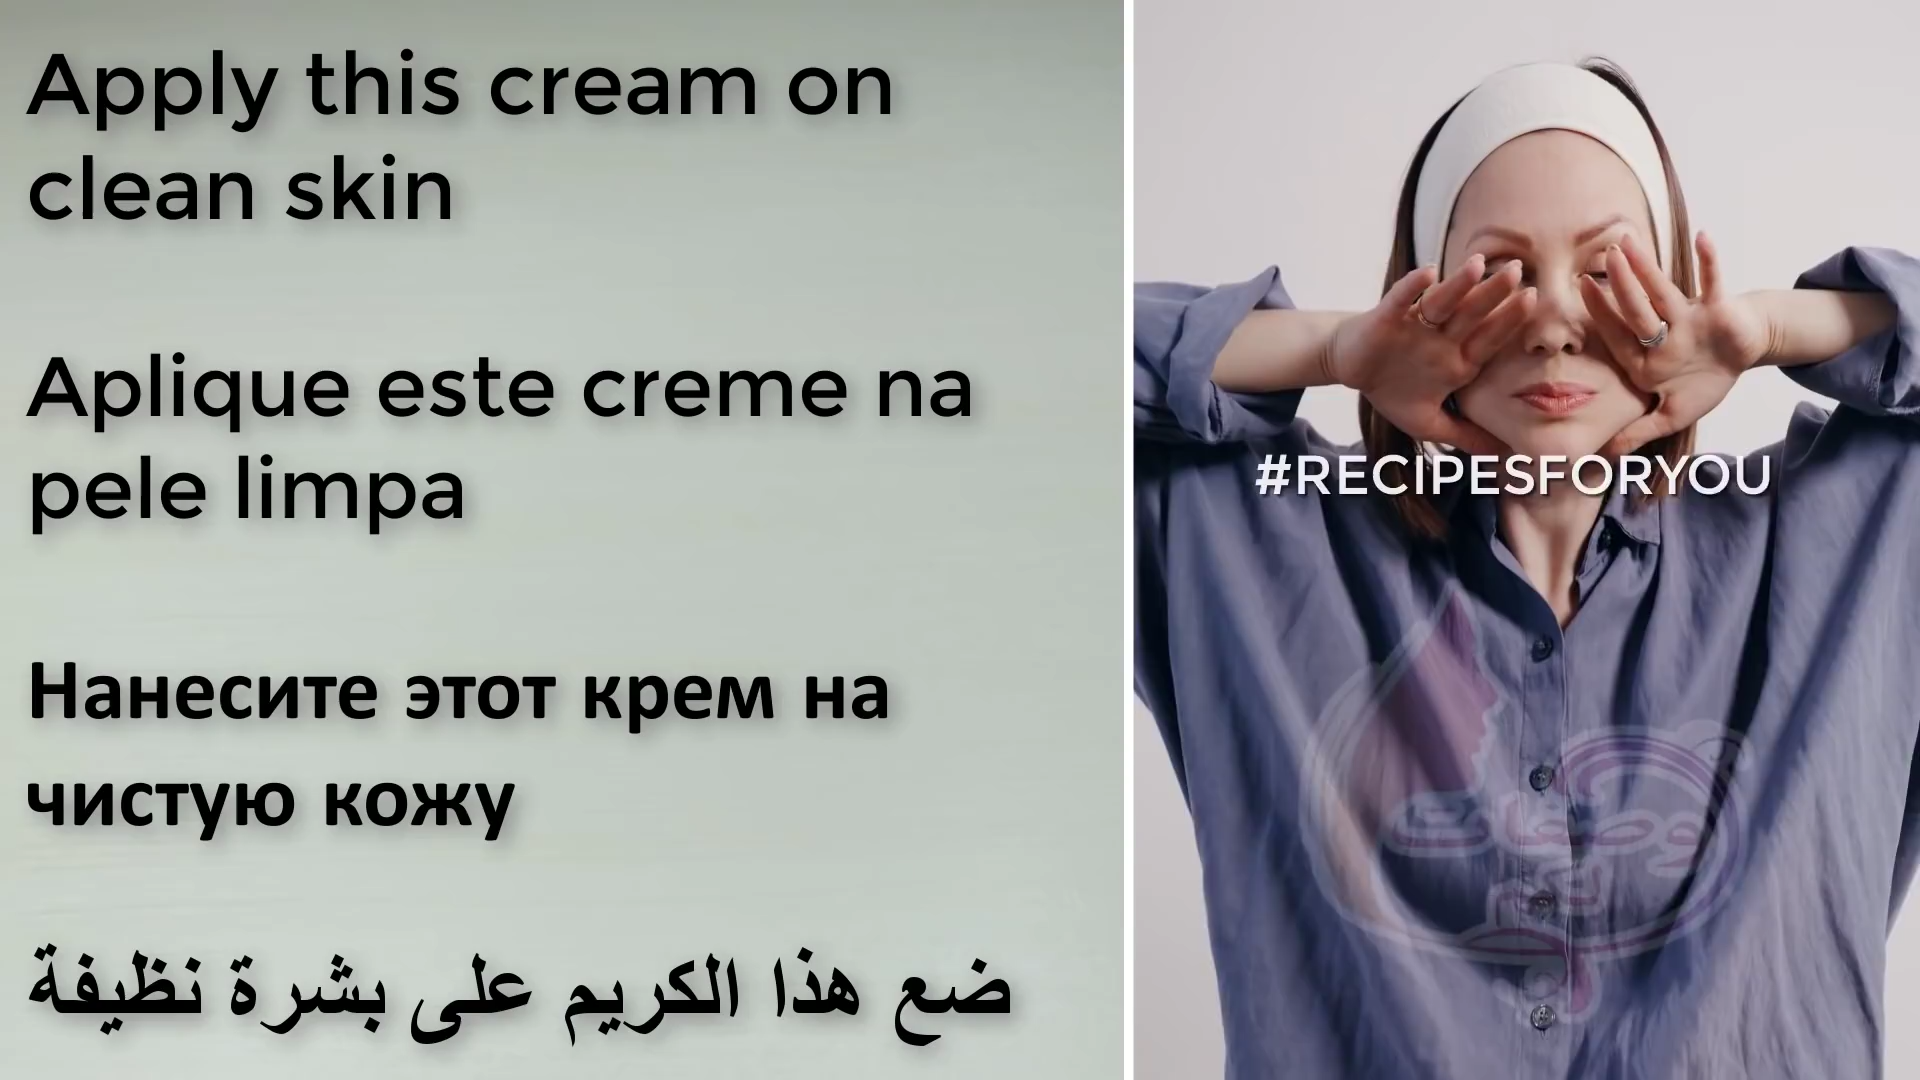 Apply this cream on
clean skin
Aplique este creme na
pele limpa
Нанесите этот крем на
чистую кожу
ضع هذا الكريم على بشرة نظيفة
#RECIPESFORYOU
وصفات